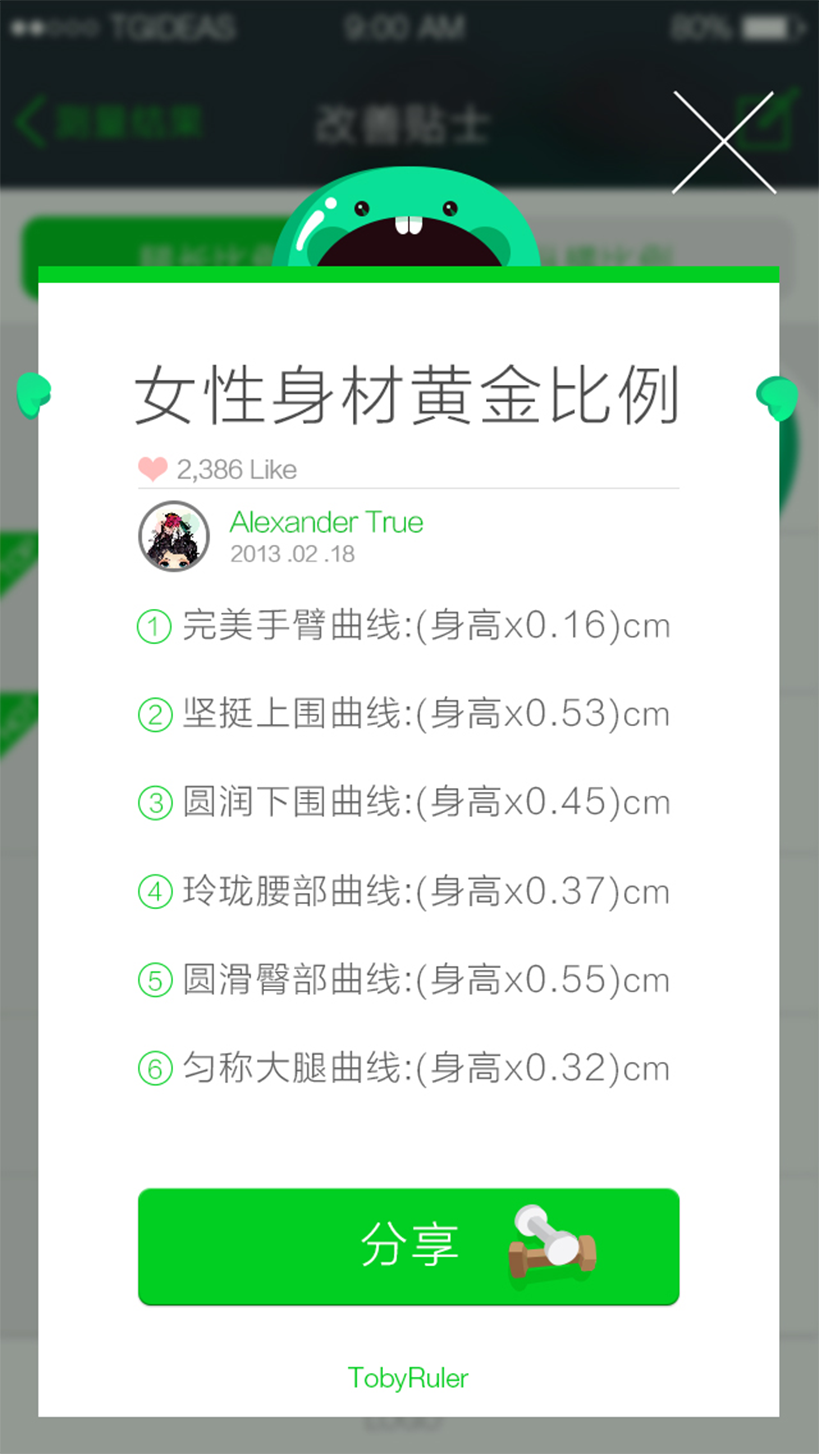 TGIDEAS 9:00 AM 80%
测量结果 改善贴士
女性身材黄金比例
2,386 Like
Alexander True
2013 .02 .18
① 完美手臂曲线:(身高x0.16)cm
② 坚挺上围曲线:(身高x0.53)cm
③ 圆润下围曲线:(身高x0.45)cm
④ 玲珑腰部曲线:(身高x0.37)cm
⑤ 圆滑臀部曲线:(身高x0.55)cm
⑥ 匀称大腿曲线:(身高x0.32)cm
分享
TobyRuler